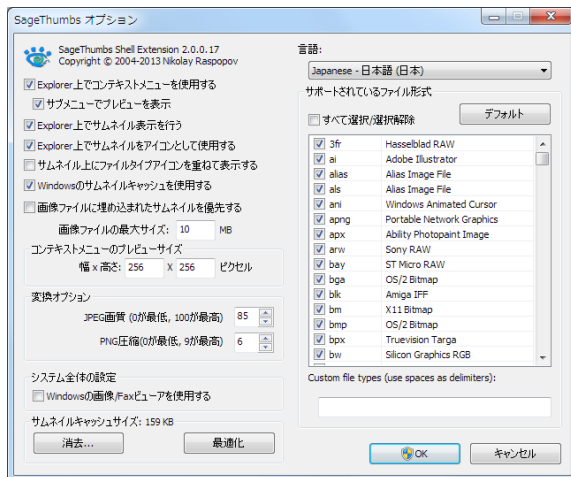 SageThumbs オプション
SageThumbs Shell Extension 2.0.0.17
Copyright © 2004-2013 Nikolay Raspopov
Explorer上でコンテキストメニューを使用する
サブメニューでプレビューを表示
Explorer上でサムネイル表示を行う
Explorer上でサムネイルをアイコンとして使用する
サムネイル上にファイルタイプアイコンを重ねて表示する
Windowsのサムネイルキャッシュを使用する
画像ファイルに埋め込まれたサムネイルを優先する
画像ファイルの最大サイズ: 10 MB
コンテキストメニューのプレビューサイズ
幅 x 高さ: 256 X 256 ピクセル
変換オプション
JPEG画質 (0が最低, 100が最高) 85
PNG圧縮(0が最低, 9が最高) 6
システム全体の設定
Windowsの画像/Faxビューアを使用する
サムネイルキャッシュサイズ: 159 KB
消去...
最適化
言語:
Japanese - 日本語 (日本)
サポートされているファイル形式
すべて選択/選択解除
デフォルト
3fr Hasselblad RAW
ai Adobe Illustrator
alias Alias Image File
als Alias Image File
ani Windows Animated Cursor
apng Portable Network Graphics
apx Ability Photopaint Image
arw Sony RAW
bay ST Micro RAW
bga OS/2 Bitmap
blk Amiga IFF
bm X11 Bitmap
bmp OS/2 Bitmap
bpx Truevision Targa
bw Silicon Graphics RGB
Custom file types (use spaces as delimiters):
OK
キャンセル